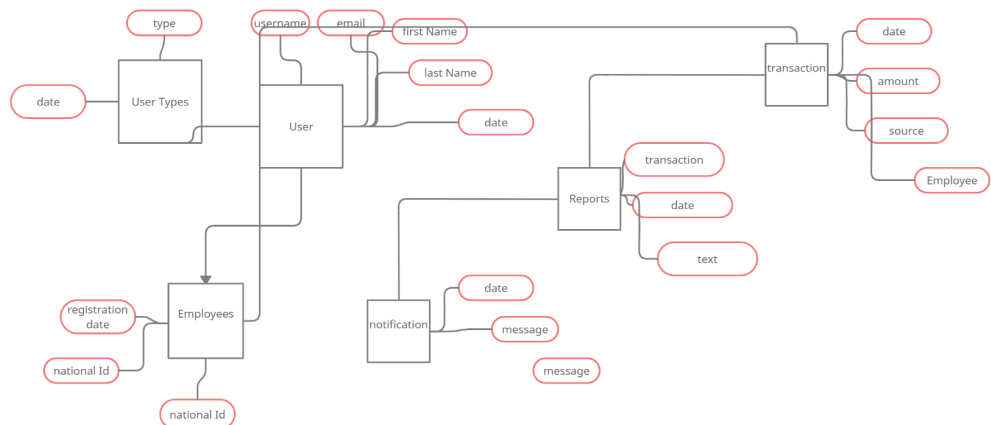 type
username
email
first Name
date
transaction
last Name
amount
date
User Types
User
date
source
transaction
Employee
Reports
date
text
date
registration
date
Employees
notification
message
national Id
message
national Id